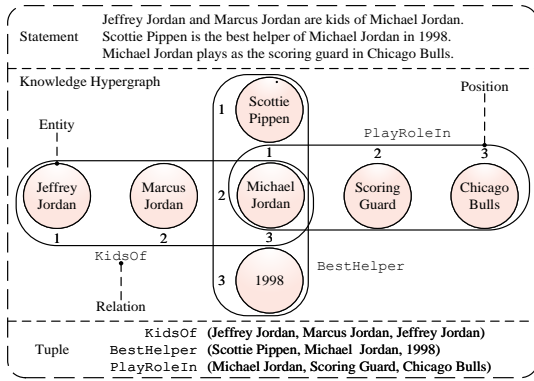 Statement
Jeffrey Jordan and Marcus Jordan are kids of Michael Jordan.
Scottie Pippen is the best helper of Michael Jordan in 1998.
Michael Jordan plays as the scoring guard in Chicago Bulls.
Knowledge Hypergraph
Entity
Position
1
Scottie
Pippen
PlayRoleIn
1
2
3
Jeffrey
Jordan
Marcus
Jordan
2
Michael
Jordan
Scoring
Guard
Chicago
Bulls
1
2
3
KidsOf
3
1998
BestHelper
Relation
Tuple
KidsOf (Jeffrey Jordan, Marcus Jordan, Jeffrey Jordan)
BestHelper (Scottie Pippen, Michael Jordan, 1998)
PlayRoleIn (Michael Jordan, Scoring Guard, Chicago Bulls)